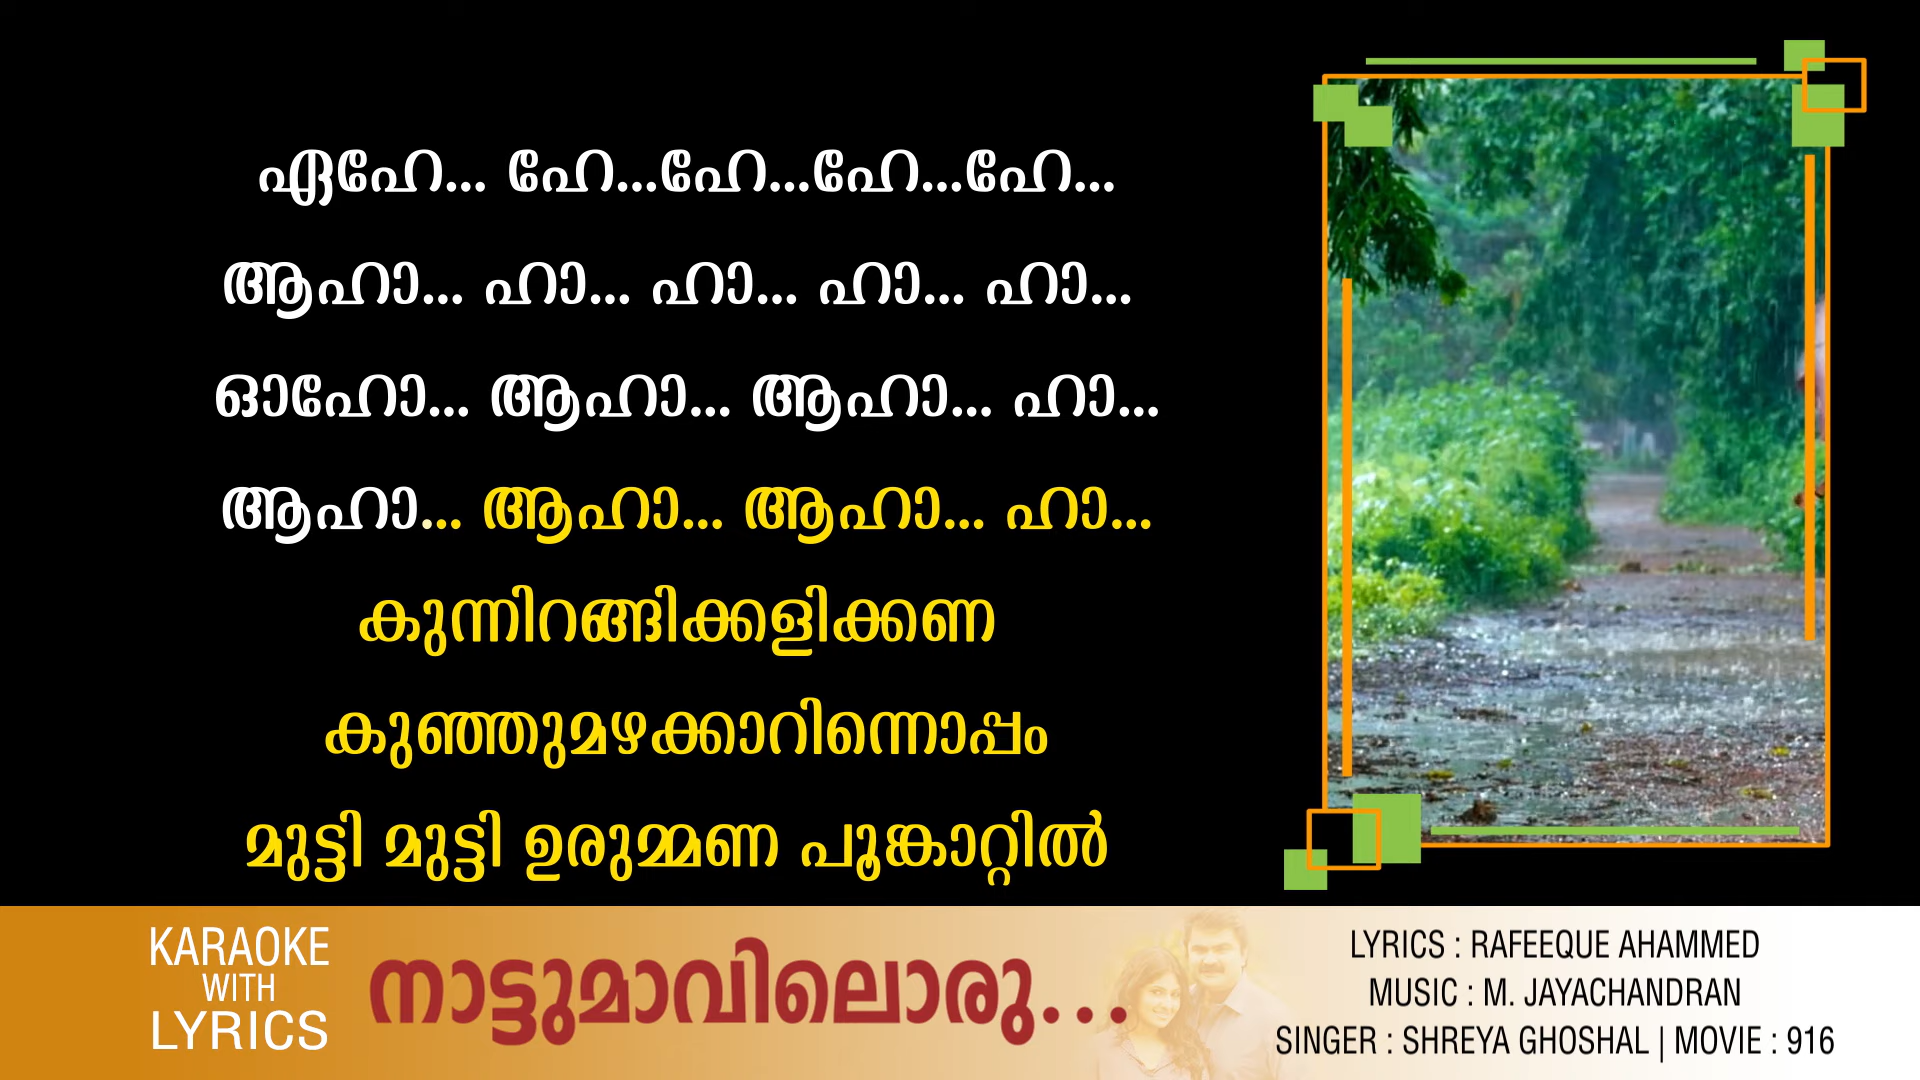 ഏഹേ... ഹേ...ഹേ...ഹേ...ഹേ...
ആഹാ... ഹാ... ഹാ... ഹാ... ഹാ...
ഓഹോ... ആഹാ... ആഹാ... ഹാ...
ആഹാ... ആഹാ... ആഹാ... ഹാ...
കുന്നിറങ്ങിക്കളിക്കണ
കുഞ്ഞുമഴക്കാറിന്നൊപ്പം
മുട്ടി മുട്ടി ഉരുമ്മണ പൂങ്കാറ്റിൽ
KARAOKE
WITH
LYRICS
നാട്ടുമാവിലൊരു...
LYRICS : RAFEEQUE AHAMMED
MUSIC : M. JAYACHANDRAN
SINGER : SHREYA GHOSHAL | MOVIE : 916